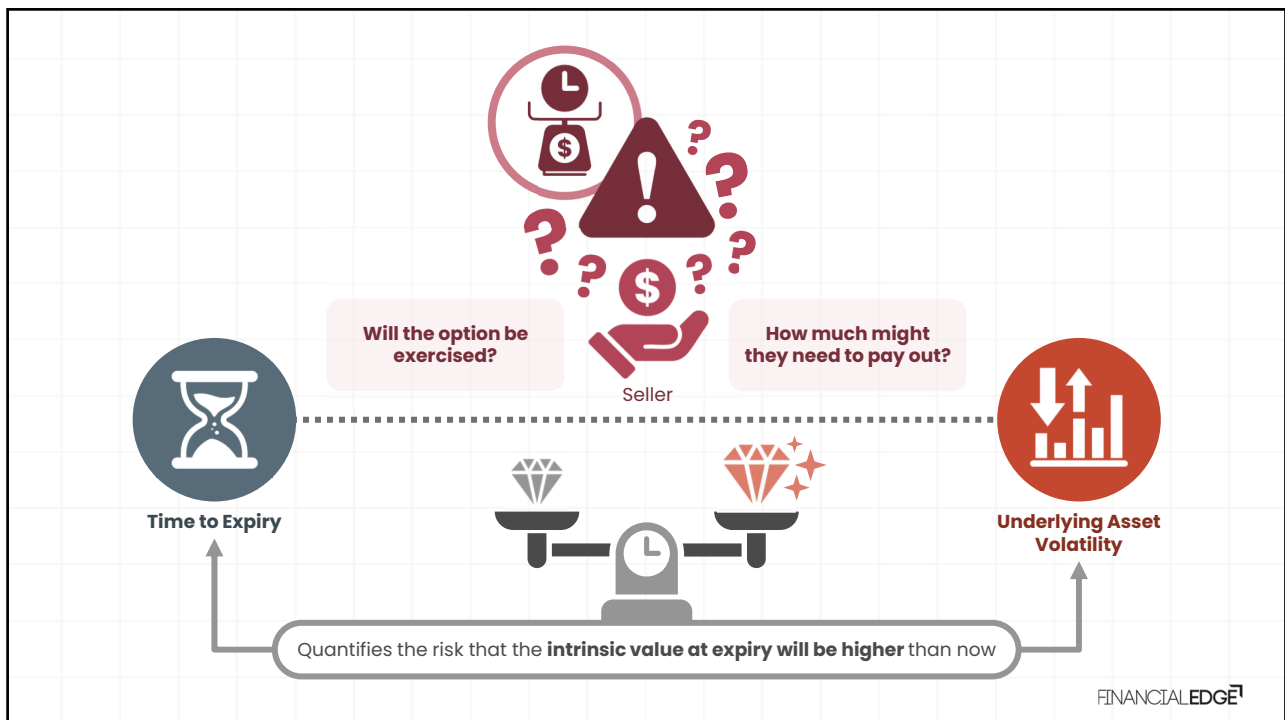 Will the option be
exercised?
How much might
they need to pay out?
Seller
Time to Expiry
Underlying Asset
Volatility
Quantifies the risk that the intrinsic value at expiry will be higher than now
FINANCIALEDGE